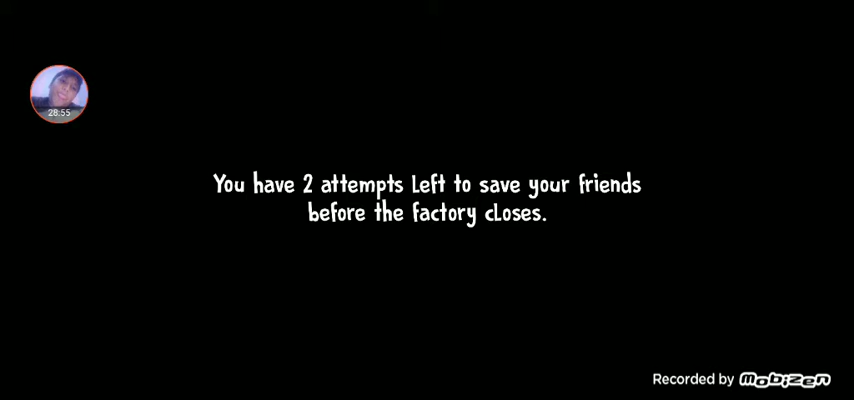 28:55
You have 2 attempts left to save your friends
before the factory closes.
Recorded by Mobizen